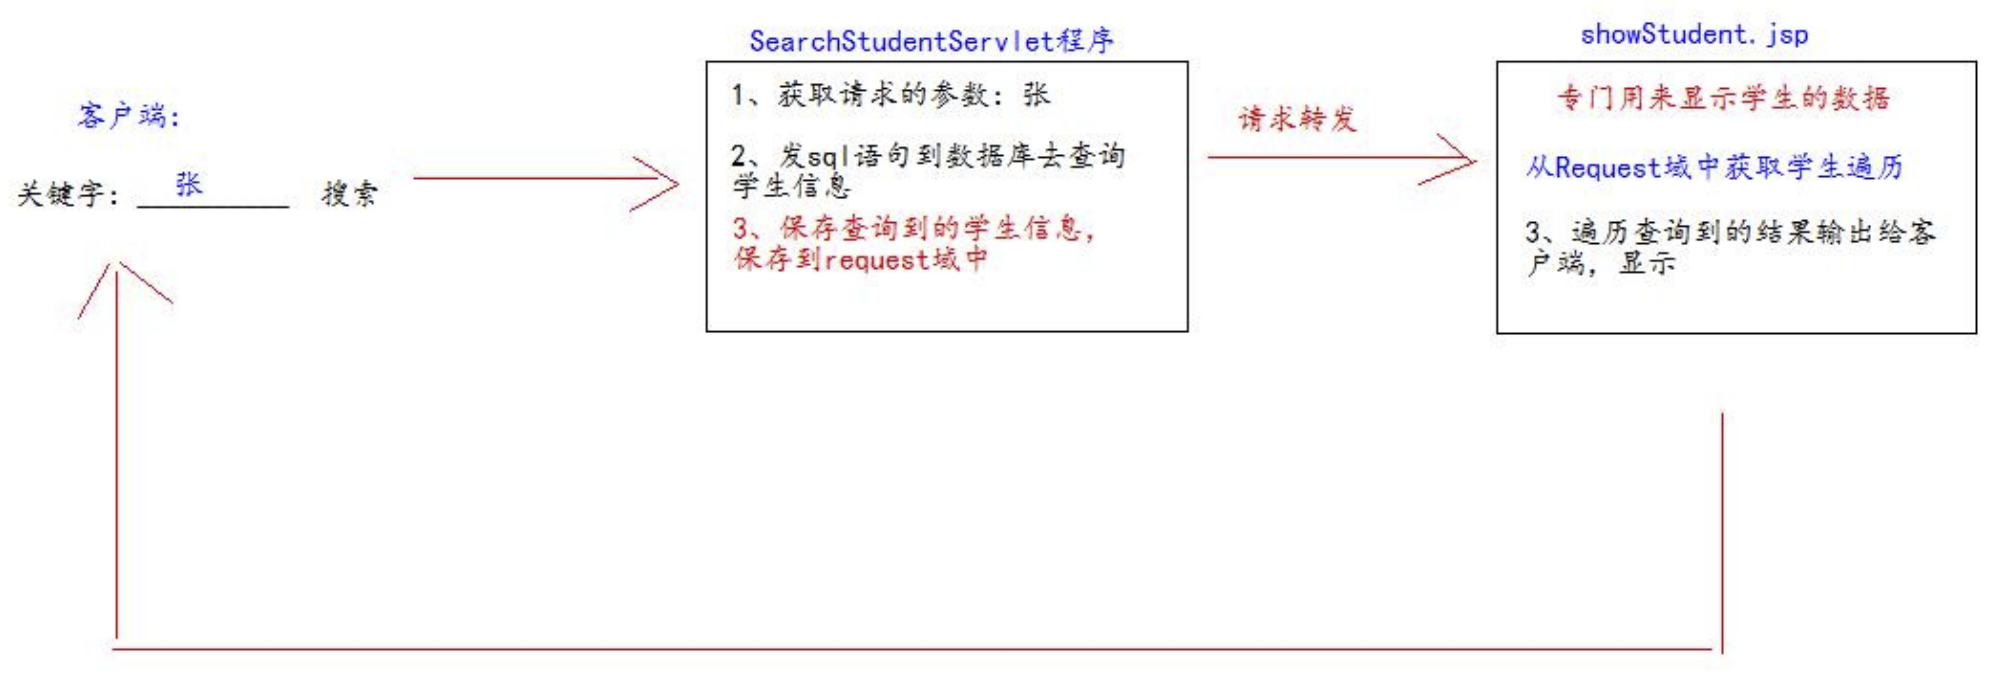 客户端:
关键字: 张 搜索
SearchStudentServlet程序
1、获取请求的参数: 张
2、发sql语句到数据库去查询
学生信息
3、保存查询到的学生信息,
保存到request域中
请求转发
showStudent.jsp
专门用来显示学生的数据
从Request域中获取学生遍历
3、遍历查询到的结果输出给客
户端, 显示